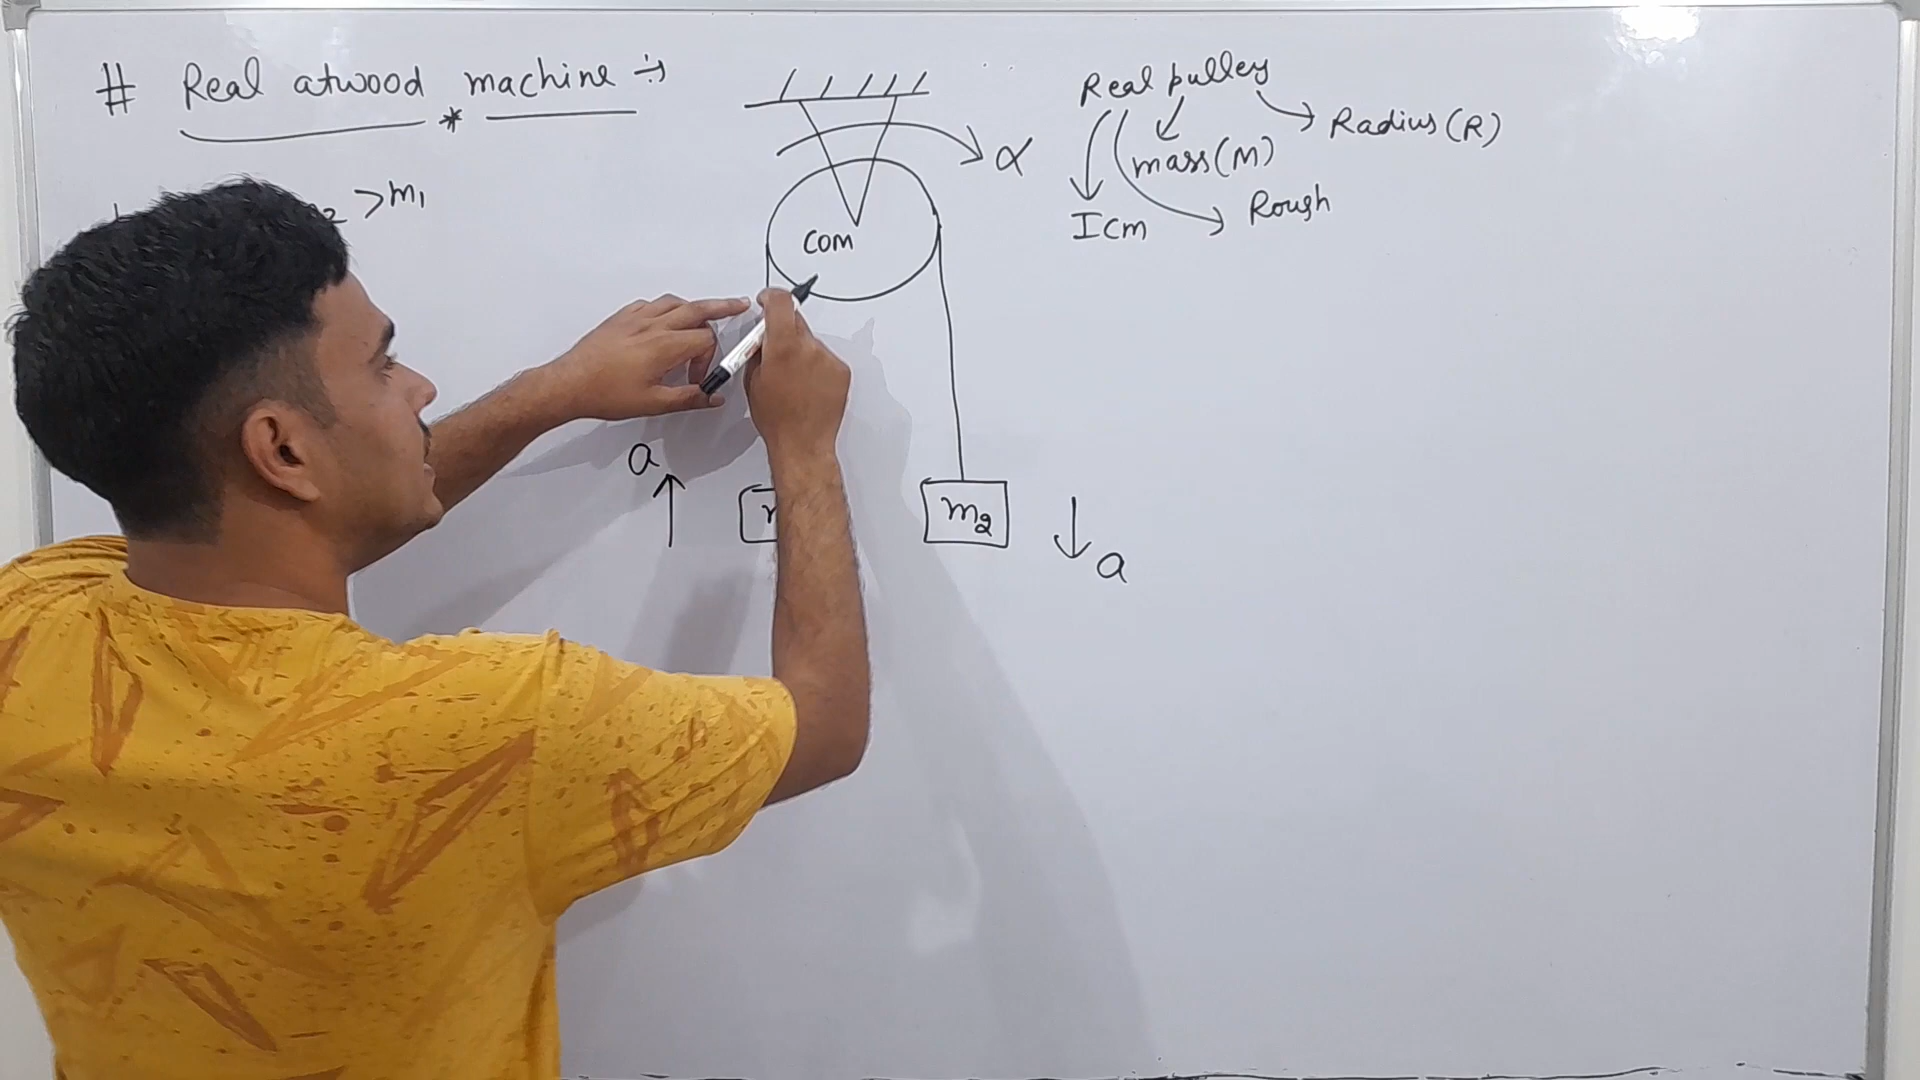 # Real atwood * machine :→
>m₁
COM
α
a
m₂
a
Real pulley
Radius (R)
mass (M)
Rough
Icm